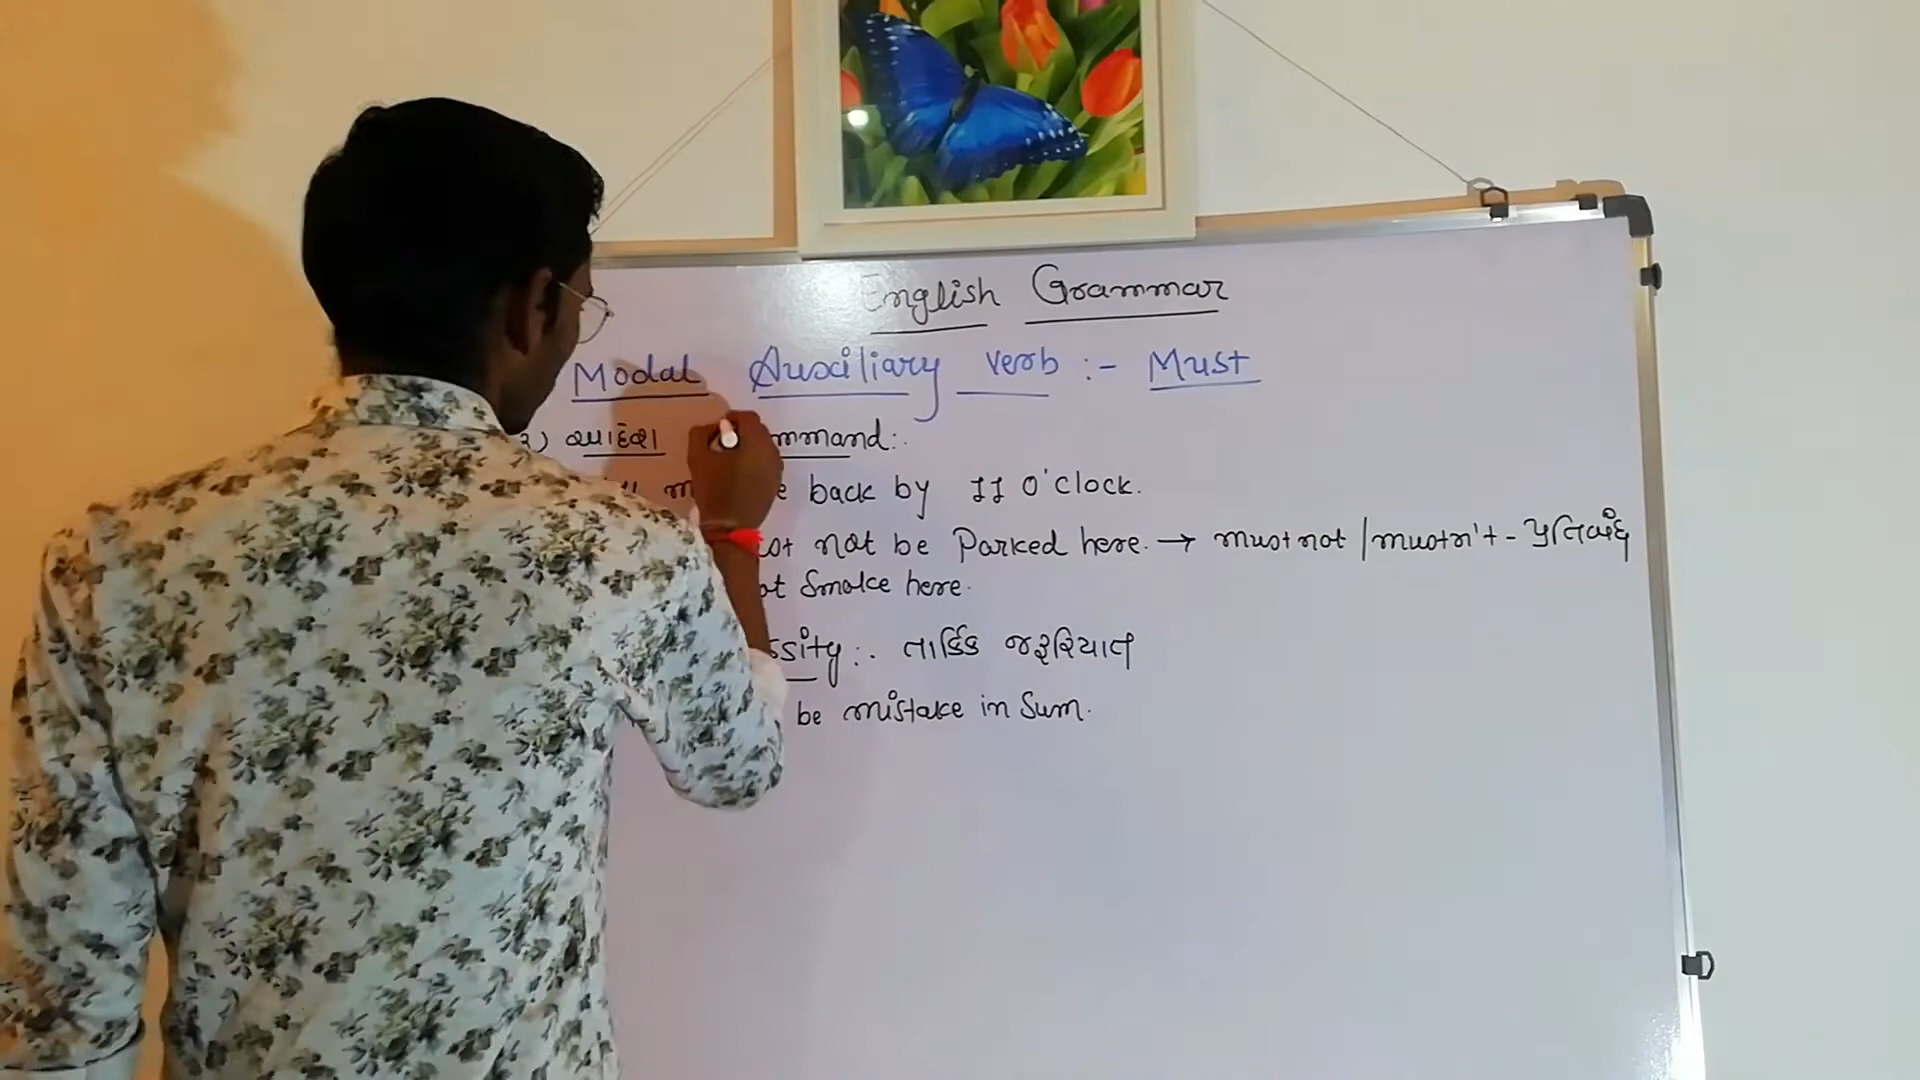 English Grammar
Modal Auxiliary verb :- Must
૩) આદેશ mmand:.
back by 11 O'clock.
not be Parked here. → must not / mustn't - પ્રતિબંધ
Smoke here.
ssity :. તાર્કિક જરૂરિયાત
be mistake in Sum.